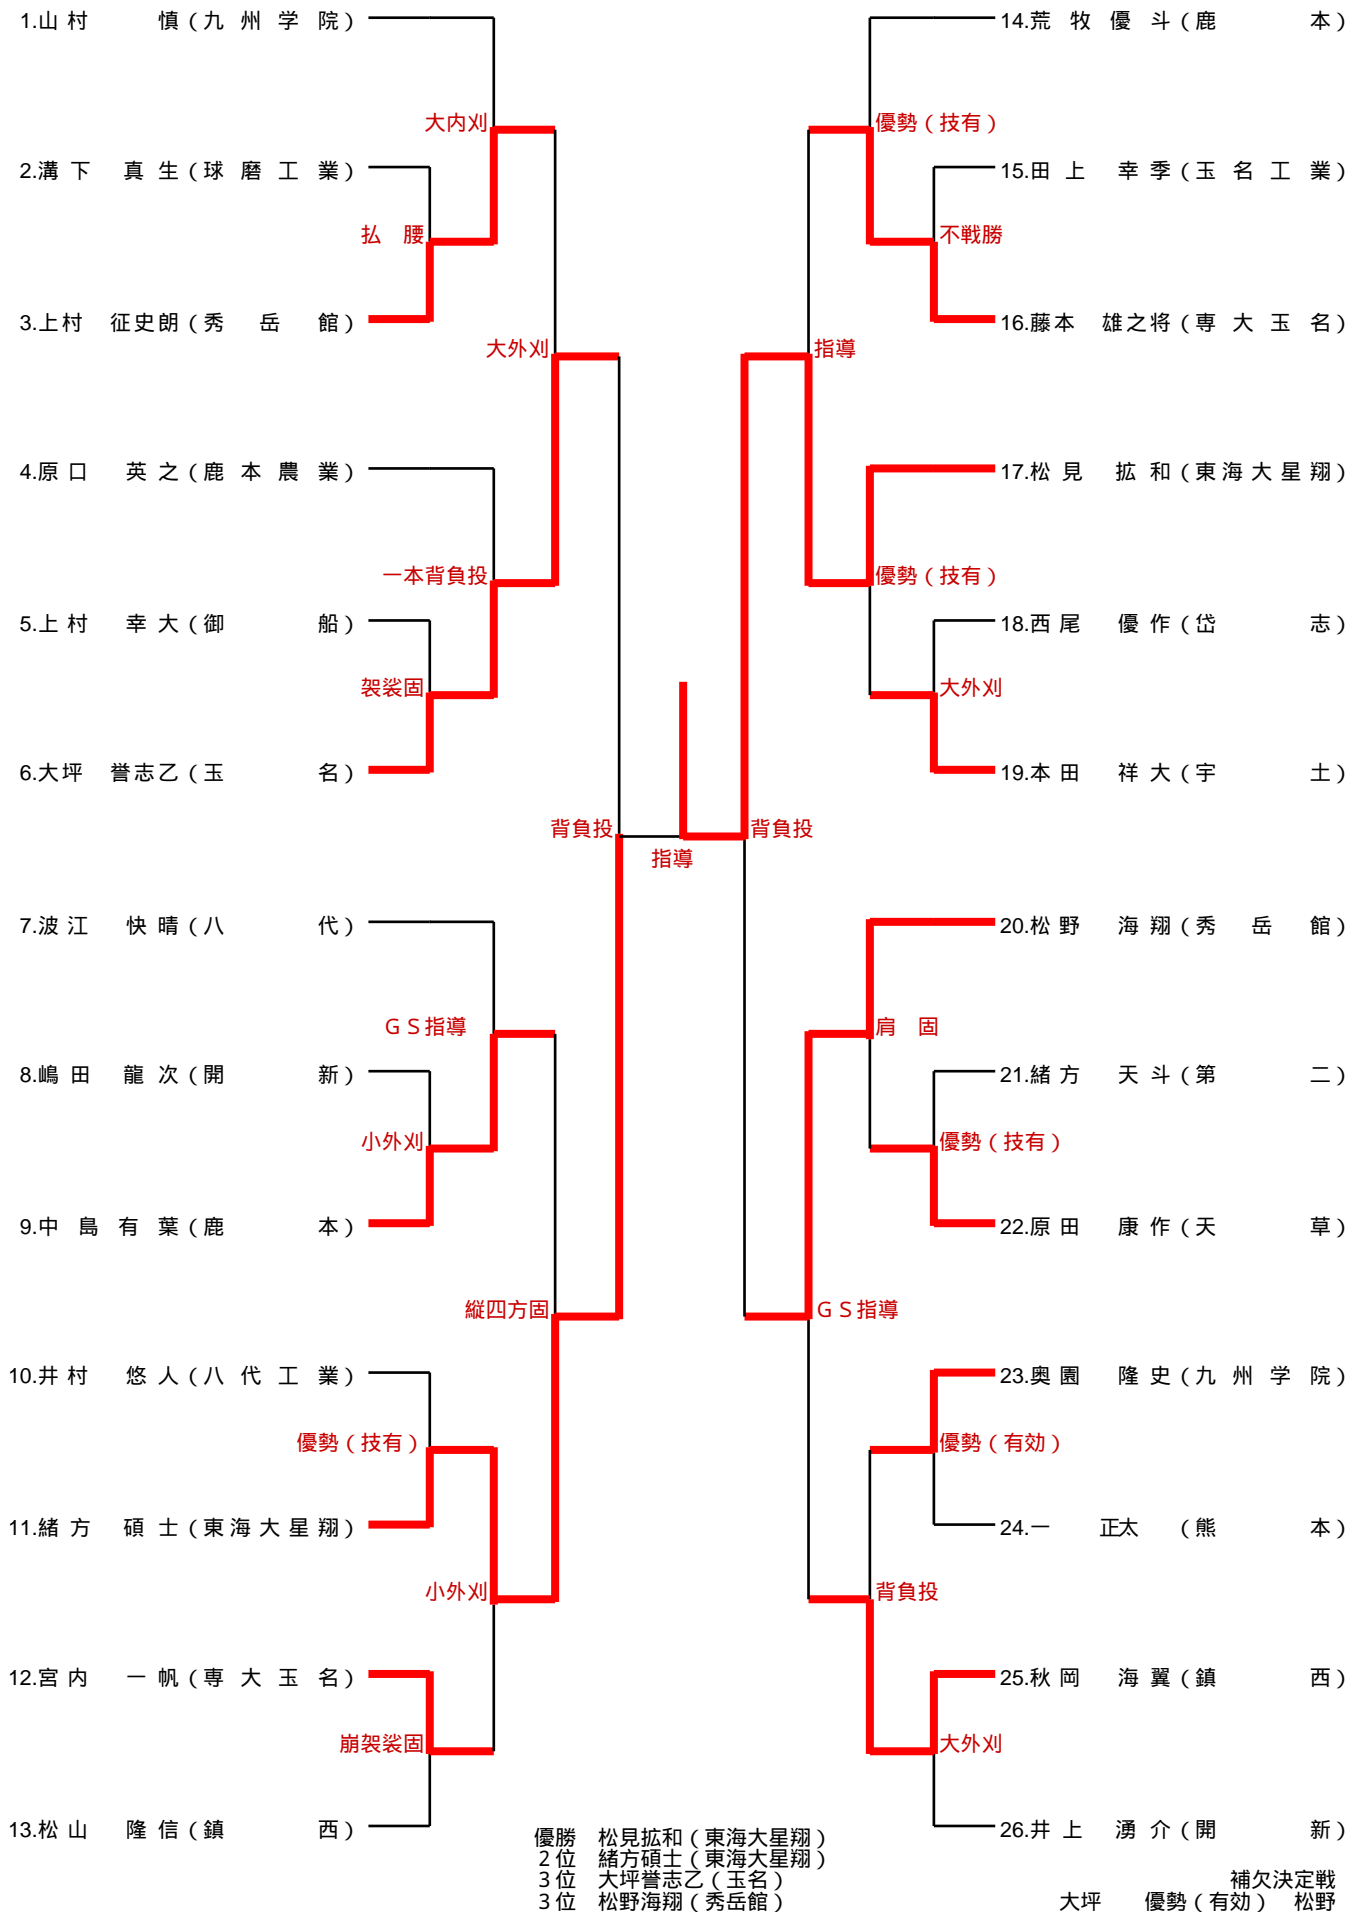 1.山村　慎（九州学院）
大内刈
2.溝下　真生（球磨工業）
払　腰
3.上村　征史朗（秀岳館）
大外刈
4.原口　英之（鹿本農業）
一本背負投
5.上村　幸大（御船）
袈裟固
6.大坪　誉志乙（玉名）
背負投
7.波江　快晴（八代）
ＧＳ指導
8.嶋田　龍次（開新）
小外刈
9.中島有葉（鹿本）
縦四方固
10.井村　悠人（八代工業）
優勢（技有）
11.緒方　碩士（東海大星翔）
小外刈
12.宮内　一帆（専大玉名）
崩袈裟固
13.松山　隆信（鎮西）
指導
14.荒牧優斗（鹿本）
優勢（技有）
15.田上　幸季（玉名工業）
不戦勝
16.藤本　雄之将（専大玉名）
指導
17.松見　拡和（東海大星翔）
優勢（技有）
18.西尾　優作（岱志）
大外刈
19.本田　祥大（宇土）
背負投
20.松野　海翔（秀岳館）
肩　固
21.緒方　天斗（第二）
優勢（技有）
22.原田　康作（天草）
ＧＳ指導
23.奥園　隆史（九州学院）
優勢（有効）
24.一　正太　（熊本）
背負投
25.秋岡　海翼（鎮西）
大外刈
26.井上　湧介（開新）
優勝　松見拡和（東海大星翔）
２位　緒方碩士（東海大星翔）
３位　大坪誉志乙（玉名）
３位　松野海翔（秀岳館）
補欠決定戦
大坪　優勢（有効）　松野